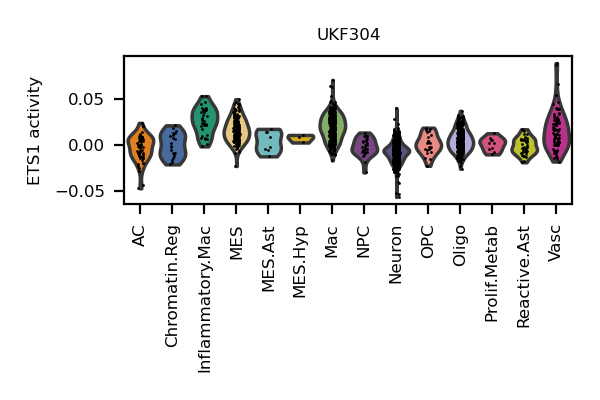 UKF304
ETS1 activity
0.05
0.00
−0.05
AC
Chromatin.Reg
Inflammatory.Mac
MES
MES.Ast
MES.Hyp
Mac
NPC
Neuron
OPC
Oligo
Prolif.Metab
Reactive.Ast
Vasc